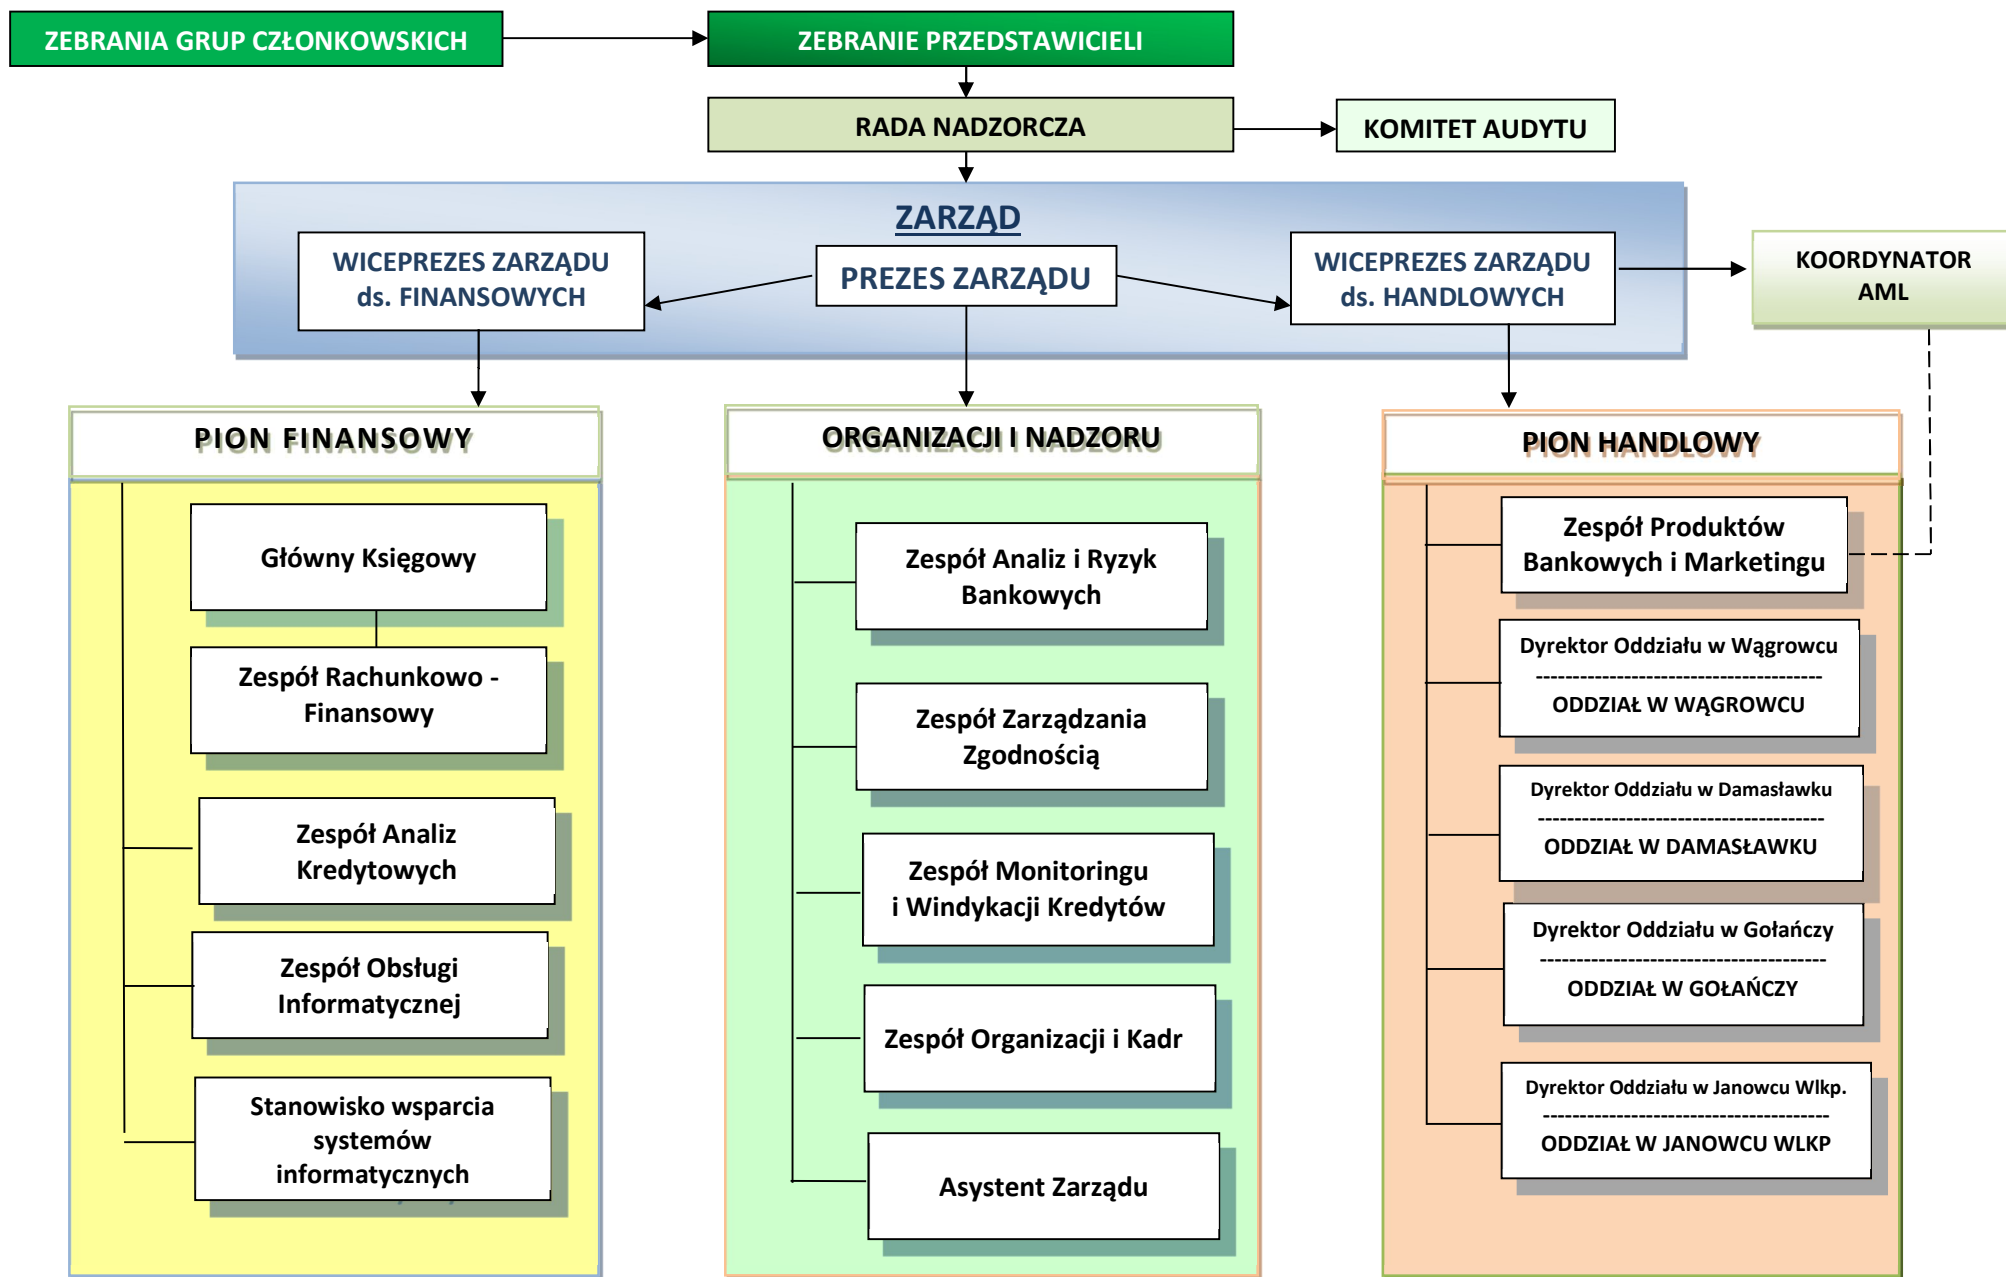 ZEBRANIA GRUP CZŁONKOWSKICH
ZEBRANIE PRZEDSTAWICIELI
RADA NADZORCZA
KOMITET AUDYTU
ZARZĄD
WICEPREZES ZARZĄDU
ds. FINANSOWYCH
PREZES ZARZĄDU
WICEPREZES ZARZĄDU
ds. HANDLOWYCH
KOORDYNATOR
AML
PION FINANSOWY
Główny Księgowy
Zespół Rachunkowo -
Finansowy
Zespół Analiz
Kredytowych
Zespół Obsługi
Informatycznej
Stanowisko wsparcia
systemów
informatycznych
ORGANIZACJI I NADZORU
Zespół Analiz i Ryzyk
Bankowych
Zespół Zarządzania
Zgodnością
Zespół Monitoringu
i Windykacji Kredytów
Zespół Organizacji i Kadr
Asystent Zarządu
PION HANDLOWY
Zespół Produktów
Bankowych i Marketingu
Dyrektor Oddziału w Wągrowcu
---------------------------------------
ODDZIAŁ W WĄGROWCU
Dyrektor Oddziału w Damasławku
---------------------------------------
ODDZIAŁ W DAMASŁAWKU
Dyrektor Oddziału w Gołańczy
---------------------------------------
ODDZIAŁ W GOŁAŃCZY
Dyrektor Oddziału w Janowcu Wlkp.
---------------------------------------
ODDZIAŁ W JANOWCU WLKP